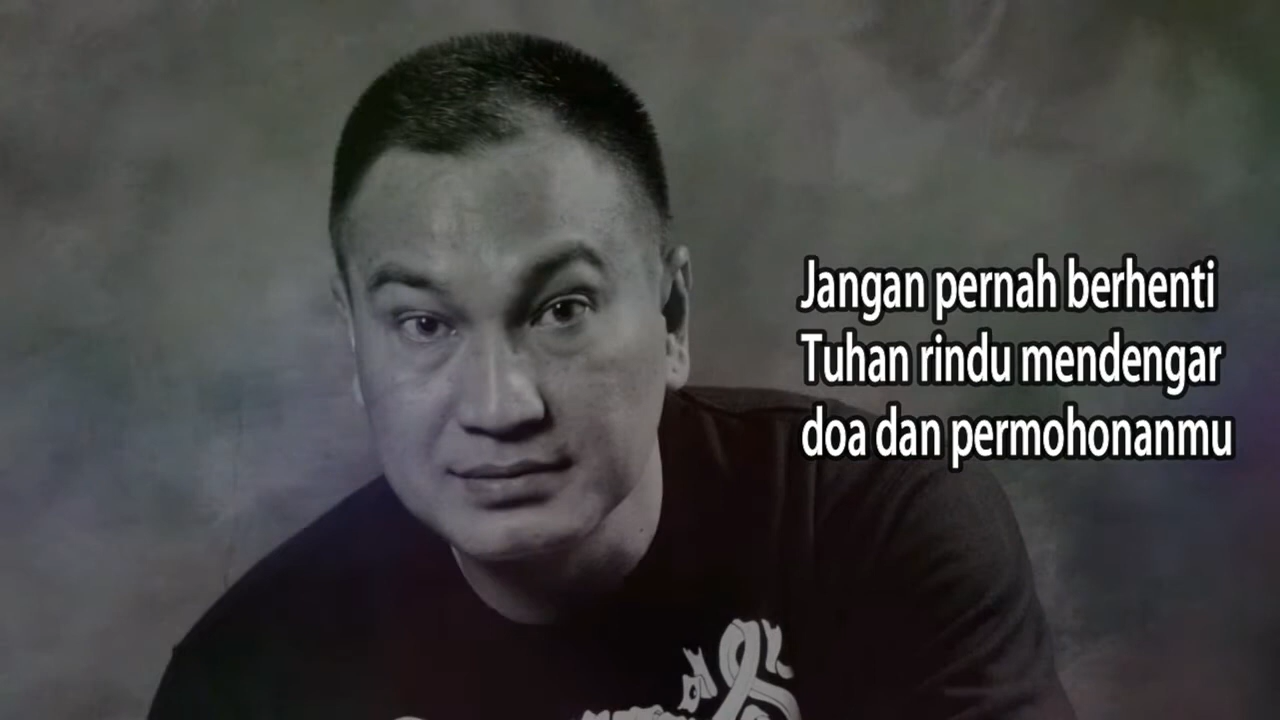 Jangan pernah berhenti
Tuhan rindu mendengar
doa dan permohonanmu